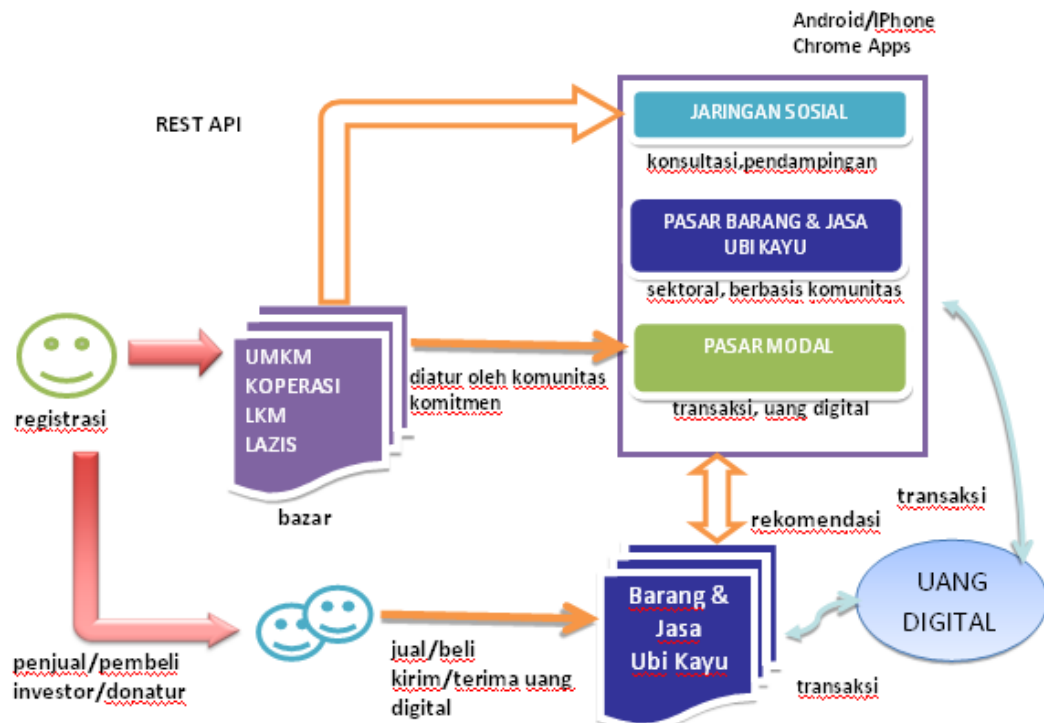 Android/IPhone
Chrome Apps
REST API
JARINGAN SOSIAL
konsultasi,pendampingan
PASAR BARANG & JASA
UBI KAYU
sektoral, berbasis komunitas
PASAR MODAL
transaksi, uang digital
registrasi
UMKM
KOPERASI
LKM
LAZIS
bazar
diatur oleh komunitas
komitmen
rekomendasi
transaksi
penjual/pembeli
investor/donatur
jual/beli
kirim/terima uang
digital
Barang &
Jasa
Ubi Kayu
transaksi
UANG
DIGITAL